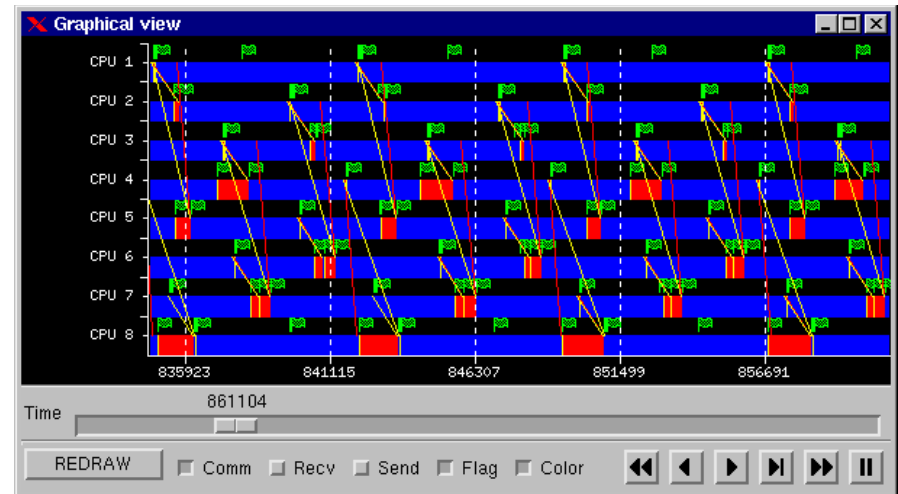 Graphical view
CPU 1
CPU 2
CPU 3
CPU 4
CPU 5
CPU 6
CPU 7
CPU 8
835923 841115 846307 851499 856691
861104
Time
REDRAW Comm Recv Send Flag Color